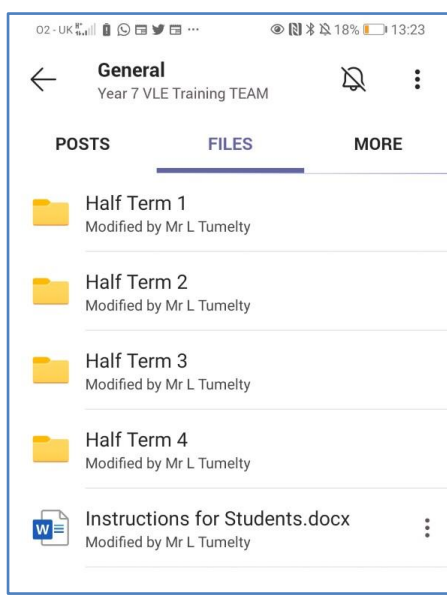 O2 - UK 18% 13:23
General
Year 7 VLE Training TEAM
POSTS FILES MORE
Half Term 1
Modified by Mr L Tumelty
Half Term 2
Modified by Mr L Tumelty
Half Term 3
Modified by Mr L Tumelty
Half Term 4
Modified by Mr L Tumelty
W
Instructions for Students.docx
Modified by Mr L Tumelty